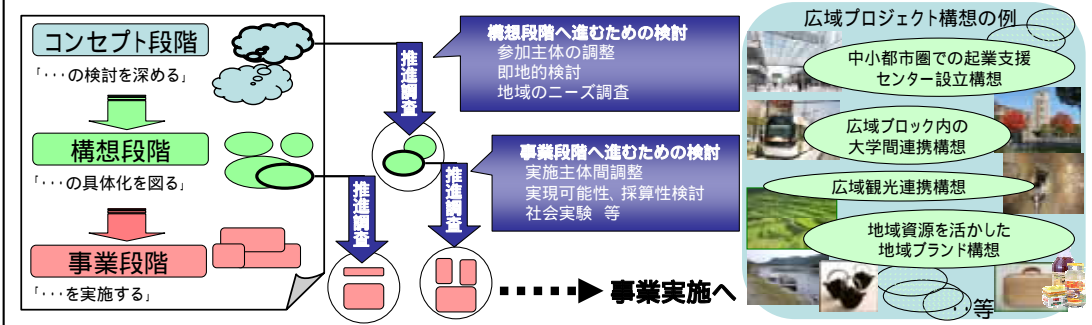 コンセプト段階
「･･･の検討を深める」
構想段階
「･･･の具体化を図る」
事業段階
「･･･を実施する」
推進調査
推進調査
推進調査
構想段階へ進むための検討
参加主体の調整
即地的検討
地域のニーズ調査
事業段階へ進むための検討
実施主体間調整
実現可能性、採算性検討
社会実験 等
事業実施へ
広域プロジェクト構想の例
中小都市圏での起業支援
センター設立構想
広域ブロック内の
大学間連携構想
広域観光連携構想
地域資源を活かした
地域ブランド構想
‥等